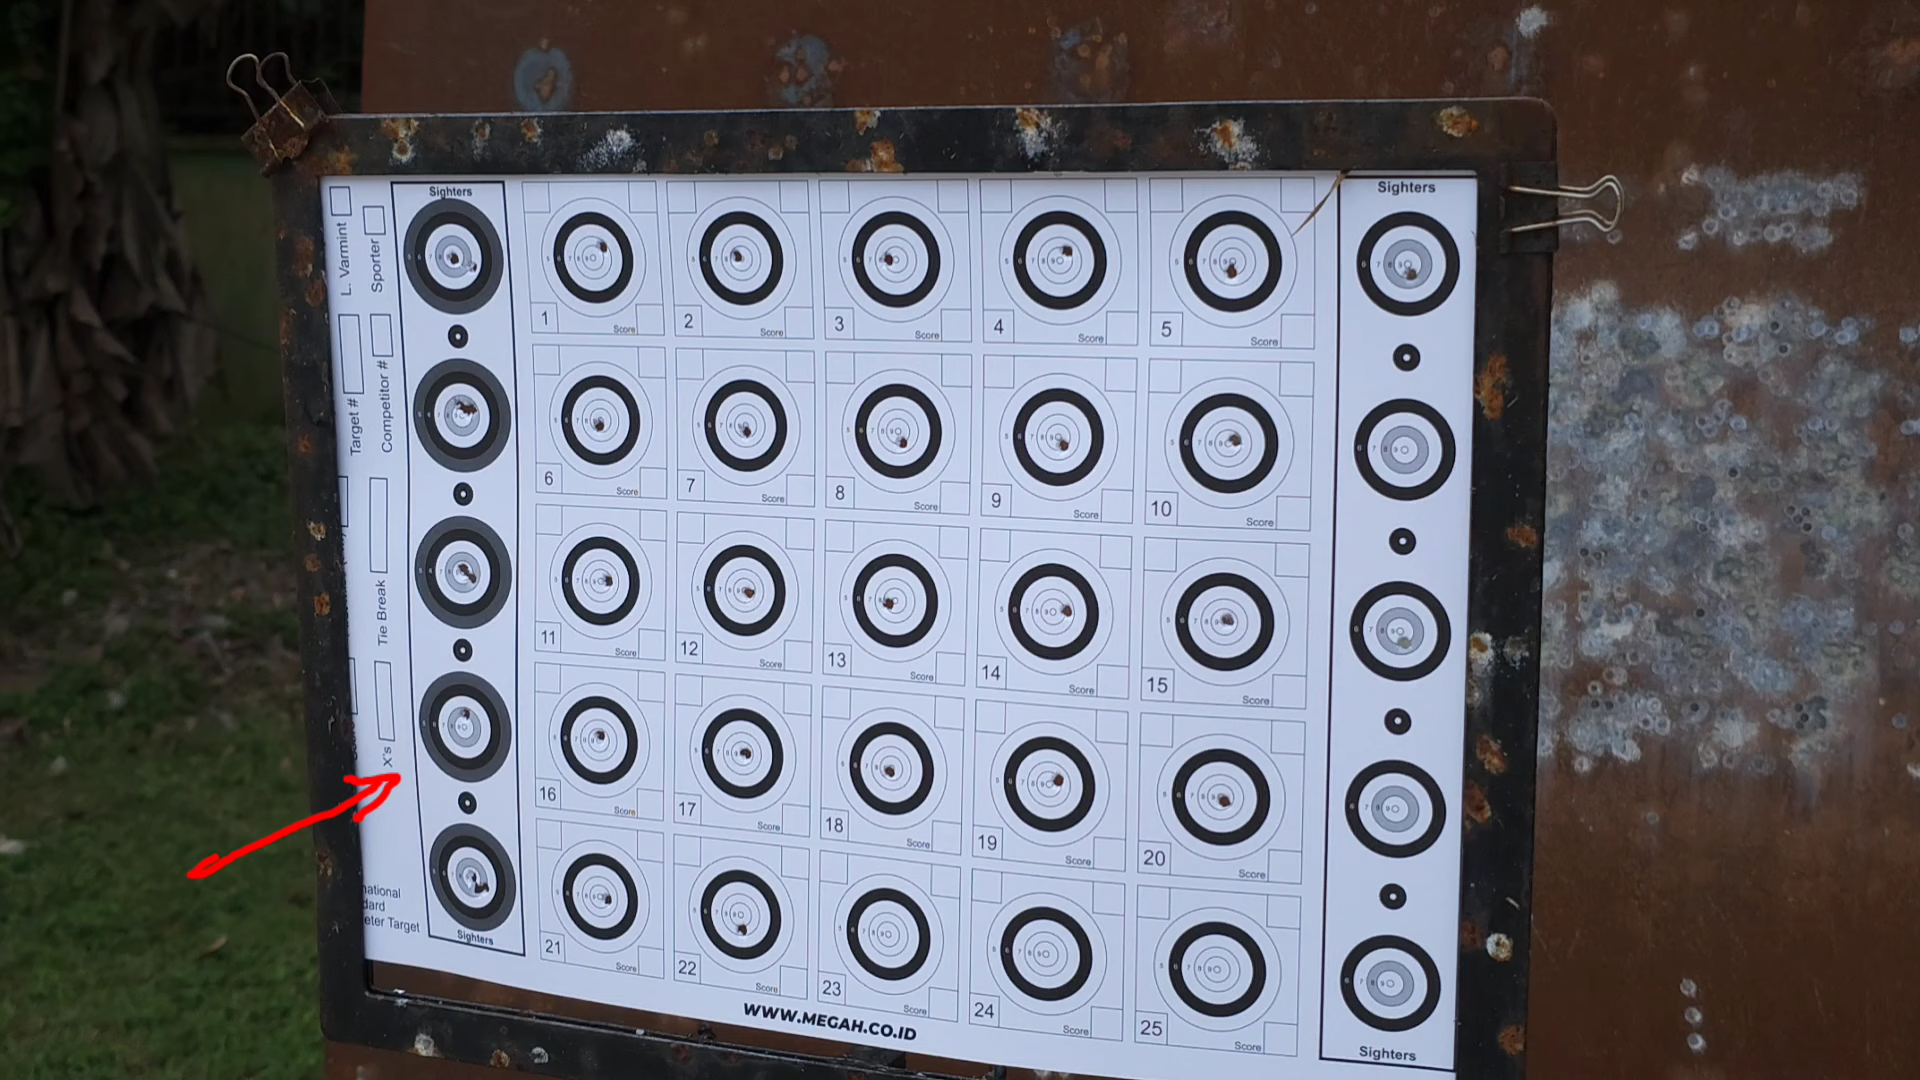 Sighters
Sighters
L. Varmint
Sporter
Target #
Competitor #
Tie Break
X's
1 Score
2 Score
3 Score
4 Score
5 Score
6 Score
7 Score
8 Score
9 Score
10 Score
11 Score
12 Score
13 Score
14 Score
15 Score
16 Score
17 Score
18 Score
19 Score
20 Score
21 Score
22 Score
23 Score
24 Score
25 Score
national
dard
eter Target
Sighters
Sighters
WWW.MEGAH.CO.ID